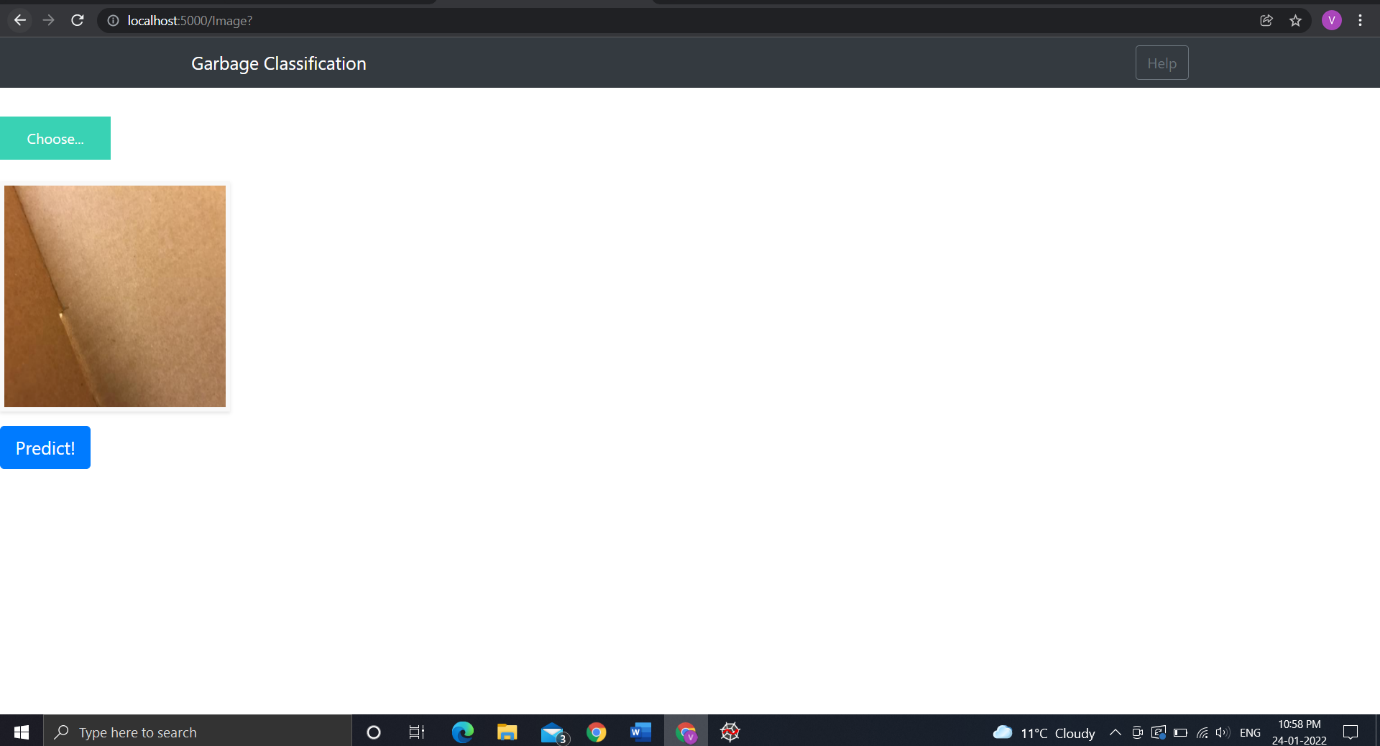 localhost:5000/Image?
V
Garbage Classification
Help
Choose...
Predict!
Type here to search
3
W
V
11°C Cloudy
ENG
10:58 PM
24-01-2022